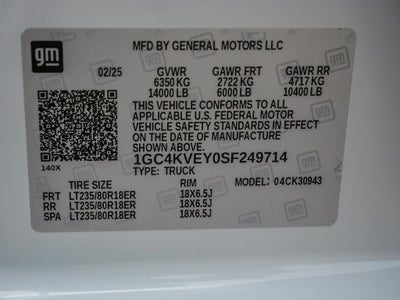 gm
MFD BY GENERAL MOTORS LLC
02/25 GVWR GAWR FRT GAWR RR
6350 KG 2722 KG 4717 KG
14000 LB 6000 LB 10400 LB
THIS VEHICLE CONFORMS TO ALL
APPLICABLE U.S. FEDERAL MOTOR
VEHICLE SAFETY STANDARDS IN EFFECT
ON THE DATE OF MANUFACTURE
SHOWN ABOVE.
140X
1GC4KVEY0SF249714
TYPE: TRUCK
TIRE SIZE RIM MODEL: 04CK30943
FRT LT235/80R18ER 18X6.5J
RR LT235/80R18ER 18X6.5J
SPA LT235/80R18ER 18X6.5J